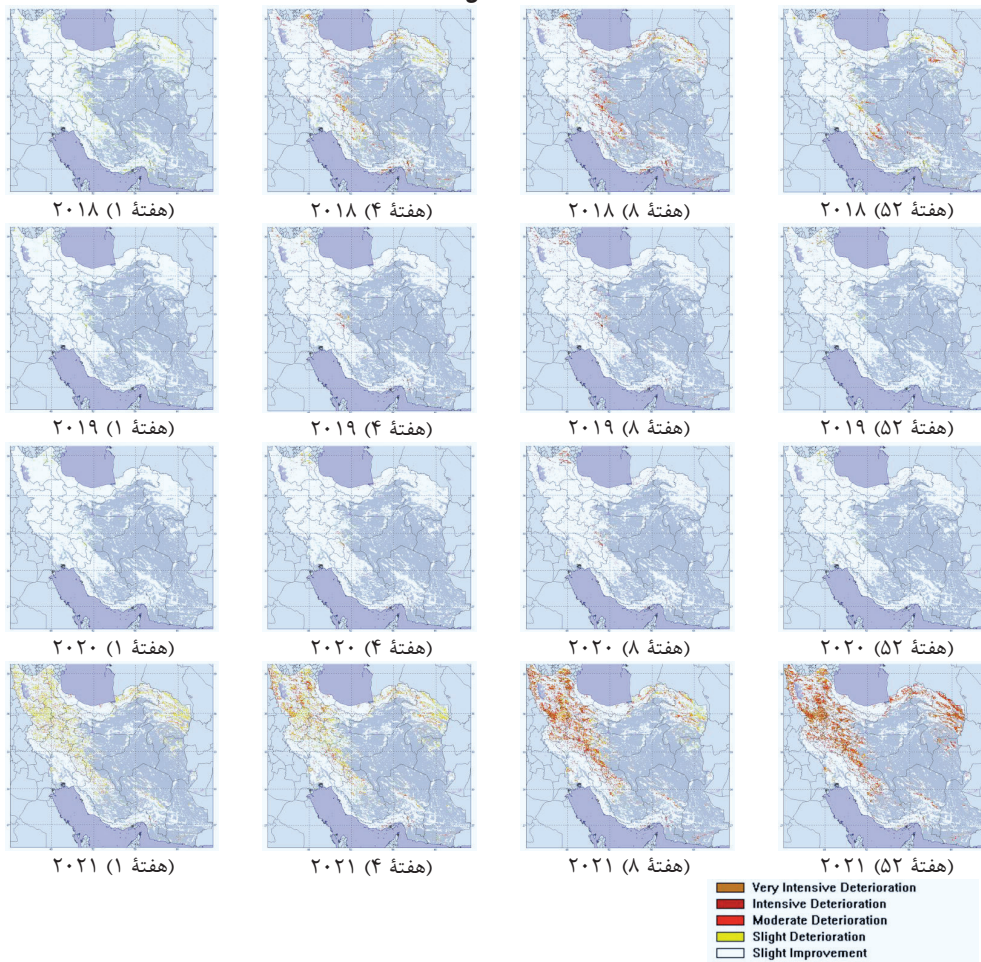 ۲۰۱۸ (هفتهٔ ۱)
۲۰۱۸ (هفتهٔ ۴)
۲۰۱۸ (هفتهٔ ۸)
۲۰۱۸ (هفتهٔ ۵۲)
۲۰۱۹ (هفتهٔ ۱)
۲۰۱۹ (هفتهٔ ۴)
۲۰۱۹ (هفتهٔ ۸)
۲۰۱۹ (هفتهٔ ۵۲)
۲۰۲۰ (هفتهٔ ۱)
۲۰۲۰ (هفتهٔ ۴)
۲۰۲۰ (هفتهٔ ۸)
۲۰۲۰ (هفتهٔ ۵۲)
۲۰۲۱ (هفتهٔ ۱)
۲۰۲۱ (هفتهٔ ۴)
۲۰۲۱ (هفتهٔ ۸)
۲۰۲۱ (هفتهٔ ۵۲)
Very Intensive Deterioration
Intensive Deterioration
Moderate Deterioration
Slight Deterioration
Slight Improvement